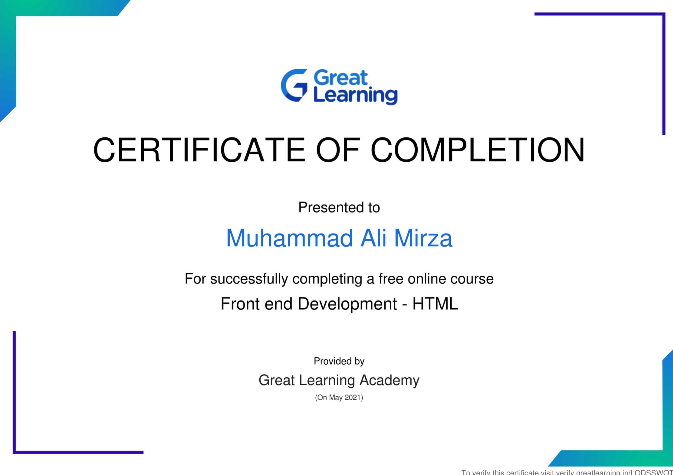 Great
Learning
CERTIFICATE OF COMPLETION
Presented to
Muhammad Ali Mirza
For successfully completing a free online course
Front end Development - HTML
Provided by
Great Learning Academy
(On May 2021)
To verify this certificate visit verify.greatlearning.in/